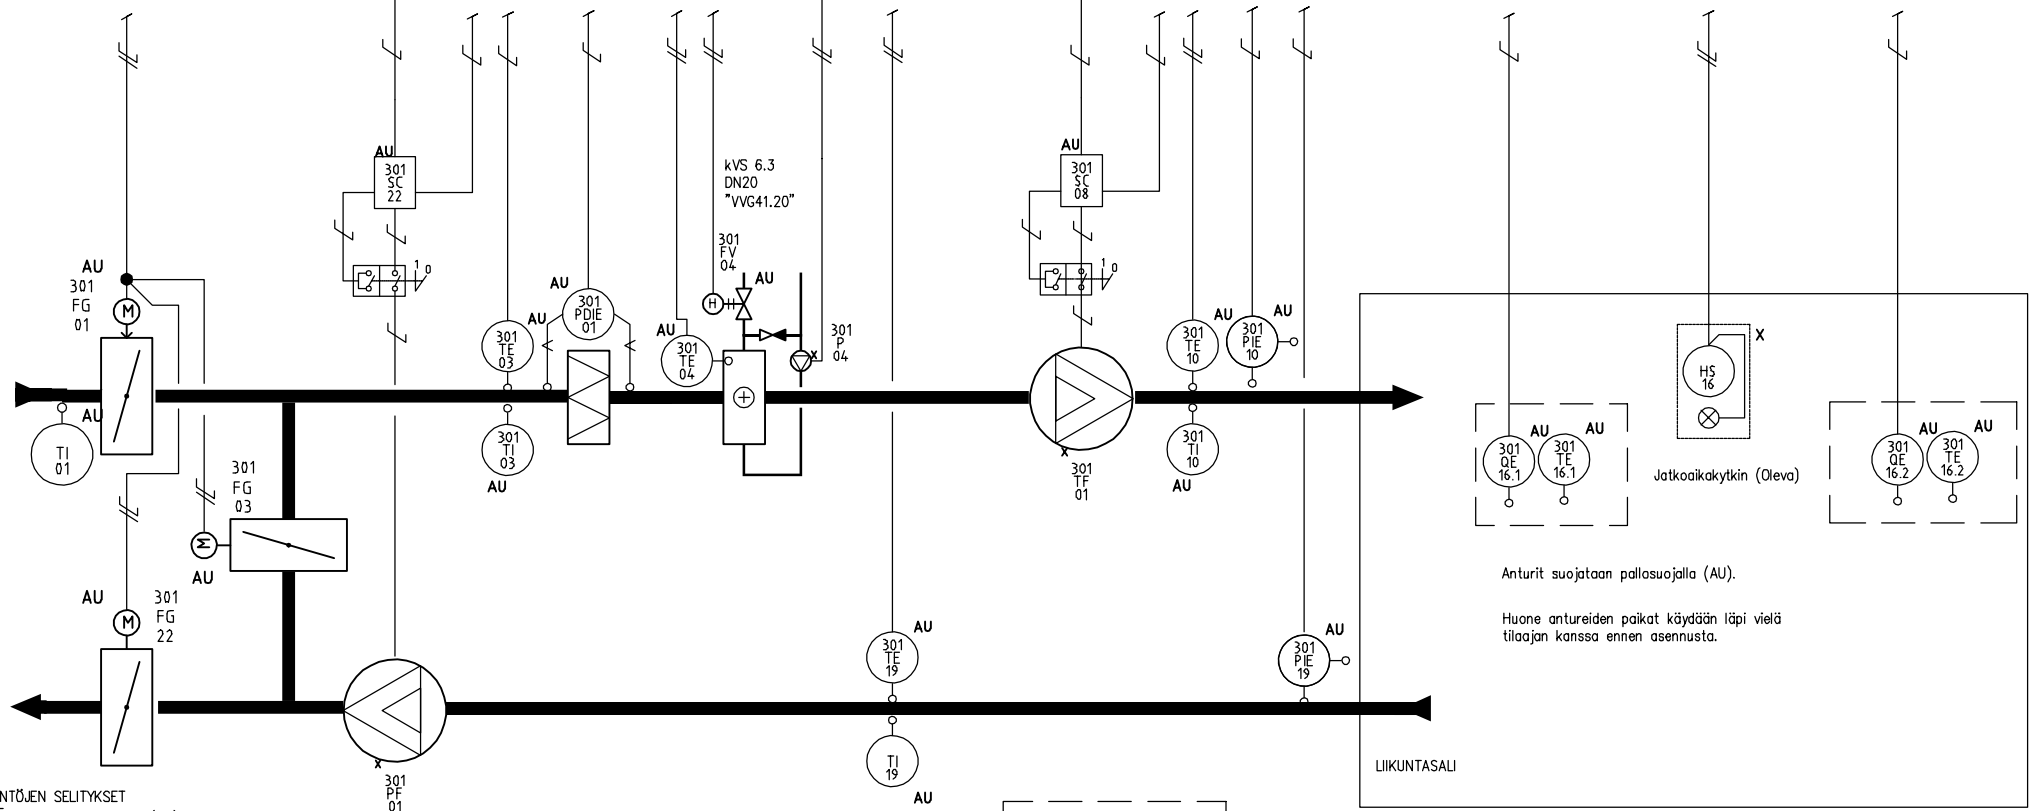 AU
301
SC
22
kVS 6.3
DN20
"VVG41.20"
AU
301
SC
08
301
FV
04
AU
H
1 0
1 0
AU
301
FG
01
M
AU
301
PDIE
01
AU
301
TE
03
AU
301
TE
04
301
P
04
x
AU
301
TE
10
AU
301
PIE
10
X
HS
16
AU
TI
01
301
TI
03
AU
x
301
TF
01
301
TI
10
AU
AU
301
QE
16.1
AU
301
TE
16.1
Jatkoaikakytkin (Oleva)
AU
301
QE
16.2
AU
301
TE
16.2
301
FG
03
M
AU
Anturit suojataan pallosuojalla (AU).
Huone antureiden paikat käydään läpi vielä
tilaajan kanssa ennen asennusta.
AU
M
301
FG
22
AU
301
TE
19
AU
301
PIE
19
TI
19
AU
x
301
PF
01
LIIKUNTASALI
NTÖJEN SELITYKSET